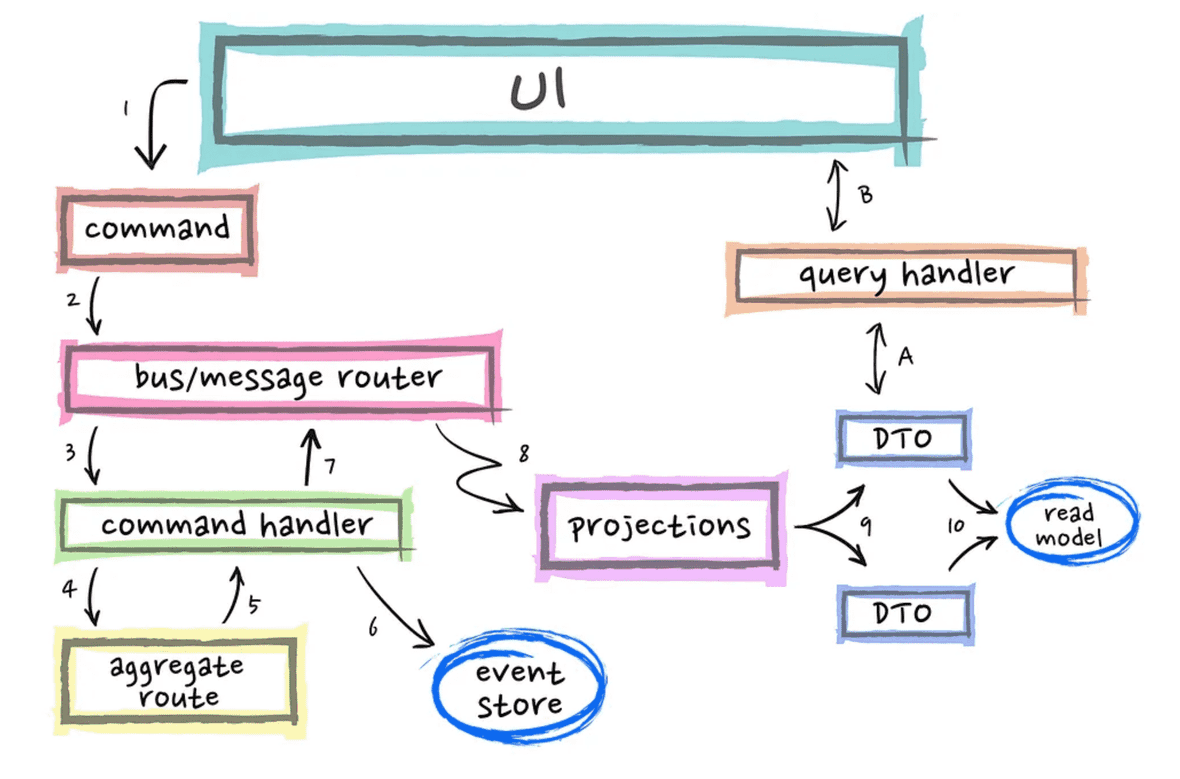 UI
1
command
B
query handler
2
bus/message router
A
3
7
8
DTO
command handler
projections
9
10
read
model
4
5
6
DTO
aggregate
route
event
store